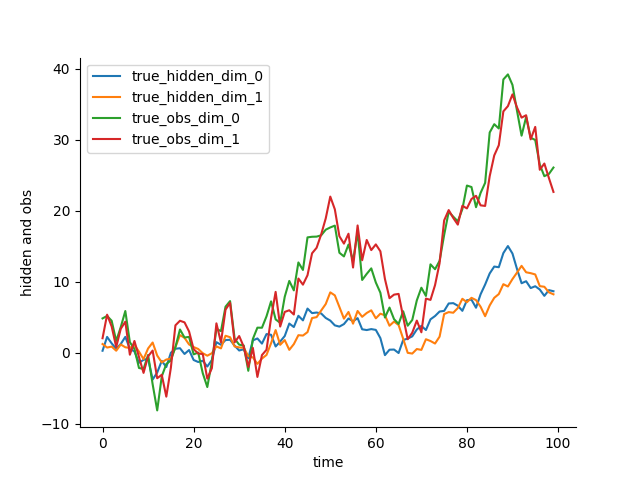 true_hidden_dim_0
true_hidden_dim_1
true_obs_dim_0
true_obs_dim_1
40
30
20
10
0
−10
hidden and obs
0 20 40 60 80 100
time